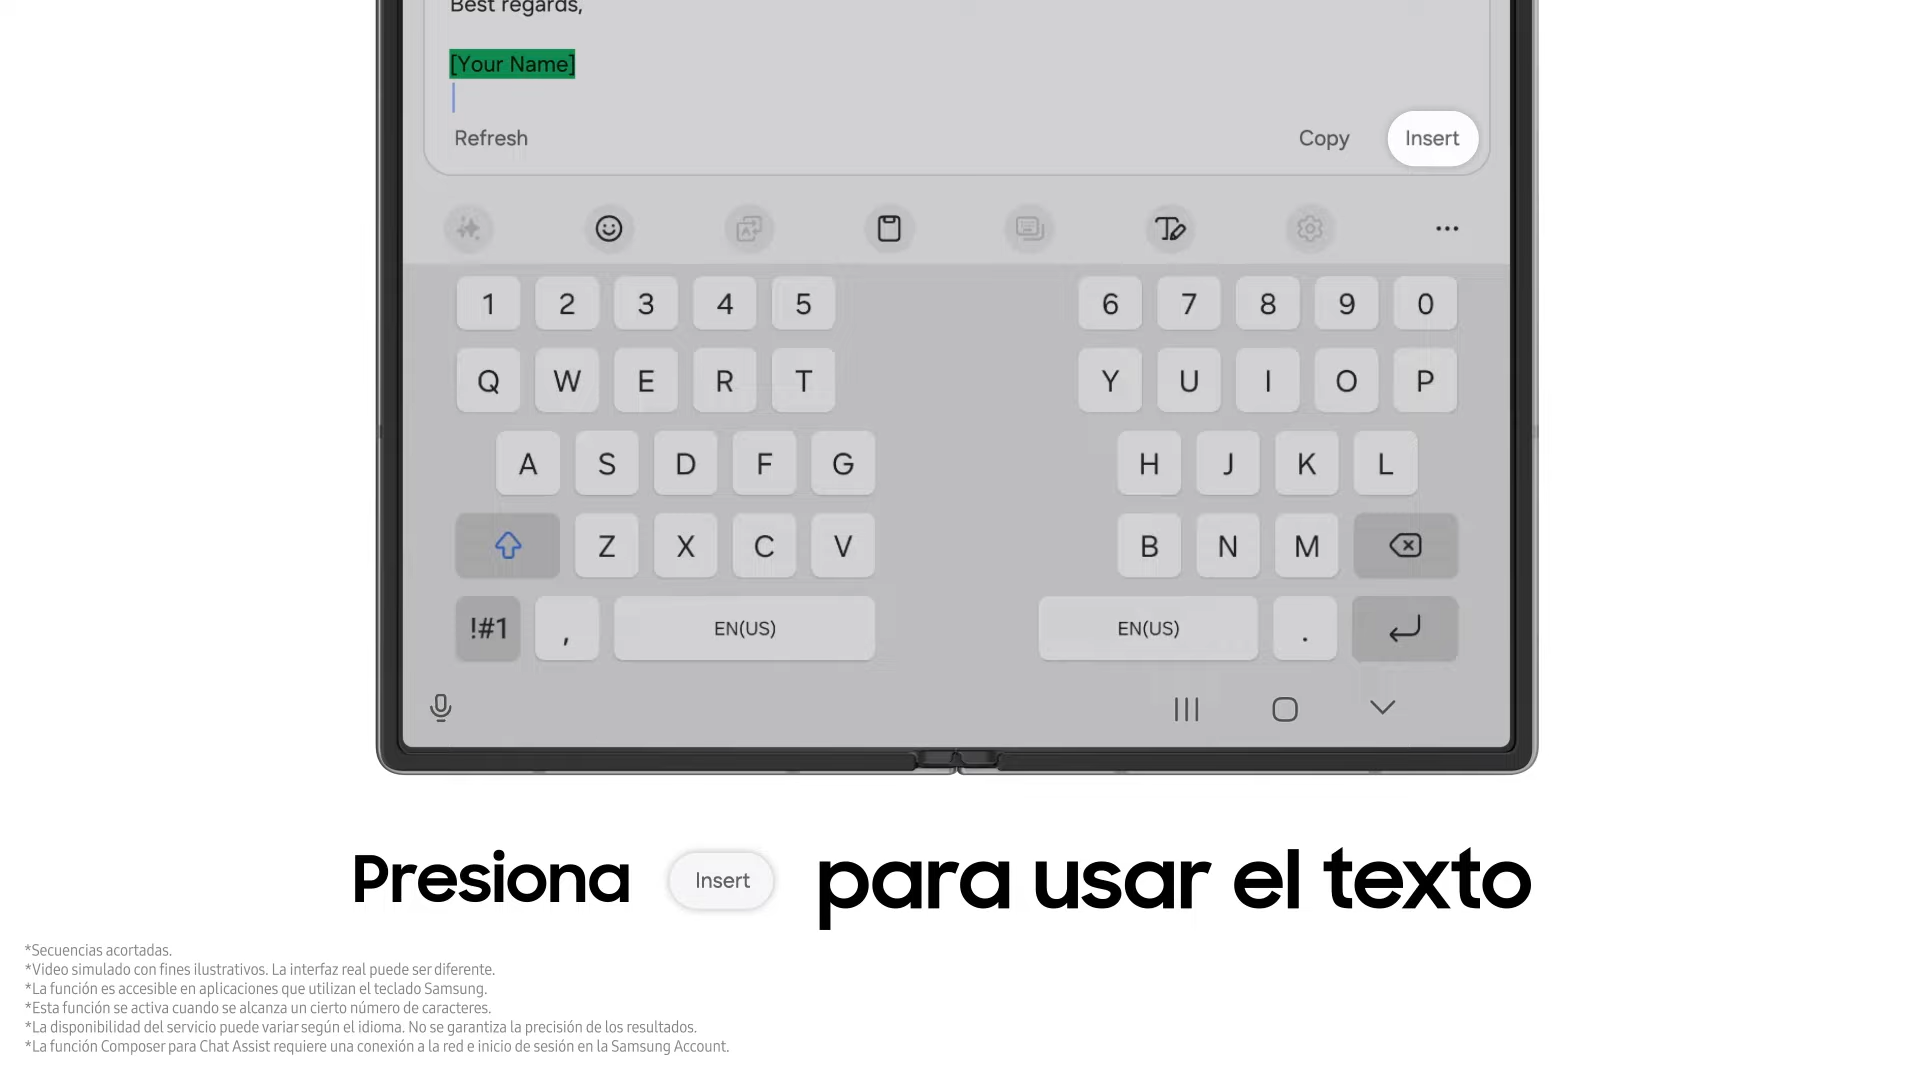 Best regards,
[Your Name]
Refresh Copy Insert
1 2 3 4 5 6 7 8 9 0
Q W E R T Y U I O P
A S D F G H J K L
Z X C V B N M
!#1 , EN(US) EN(US) .
Presiona Insert para usar el texto
*Secuencias acortadas.
*Video simulado con fines ilustrativos. La interfaz real puede ser diferente.
*La función es accesible en aplicaciones que utilizan el teclado Samsung.
*Esta función se activa cuando se alcanza un cierto número de caracteres.
*La disponibilidad del servicio puede variar según el idioma. No se garantiza la precisión de los resultados.
*La función Composer para Chat Assist requiere una conexión a la red e inicio de sesión en la Samsung Account.